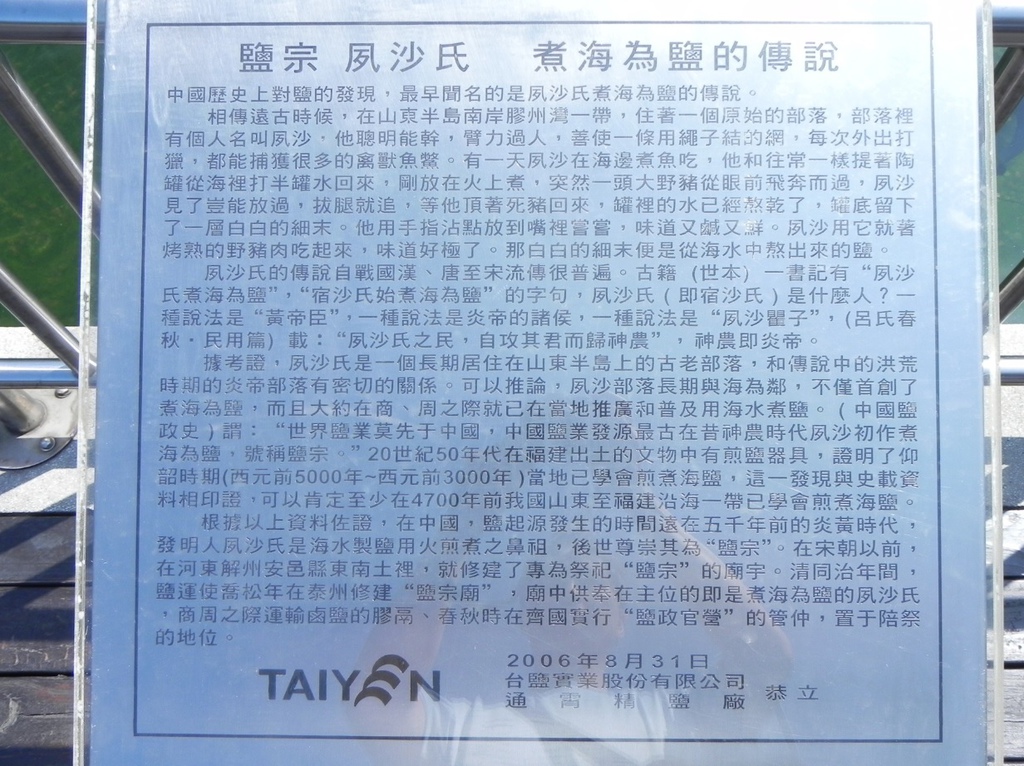 鹽宗 夙沙氏 煮海為鹽的傳說
中國歷史上對鹽的發現，最早聞名的是夙沙氏煮海為鹽的傳說。
相傳遠古時候，在山東半島南岸膠州灣一帶，住著一個原始的部落，部落裡
有個人名叫夙沙，他聰明能幹，臂力過人，善使一條用繩子結的網，每次外出打
獵，都能捕獲很多的禽獸魚鱉。有一天夙沙在海邊煮魚吃，他和往常一樣提著陶
罐從海裡打半罐水回來，剛放在火上煮，突然一頭大野豬從眼前飛奔而過，夙沙
見了豈能放過，拔腿就追，等他頂著死豬回來，罐裡的水已經熬乾了，罐底留下
了一層白白的細末。他用手指沾點放到嘴裡嘗嘗，味道又鹹又鮮。夙沙用它就著
烤熟的野豬肉吃起來，味道好極了。那白白的細末便是從海水中熬出來的鹽。
夙沙氏的傳說自戰國漢、唐至宋流傳很普遍。古籍（世本）一書記有“夙沙
氏煮海為鹽”，“宿沙氏始煮海為鹽”的字句，夙沙氏（即宿沙氏）是什麼人？一
種說法是“黃帝臣”，一種說法是炎帝的諸侯，一種說法是“夙沙瞿子”，(呂氏春
秋・民用篇）載：“夙沙氏之民，自攻其君而歸神農”，神農即炎帝。
據考證，夙沙氏是一個長期居住在山東半島上的古老部落，和傳說中的洪荒
時期的炎帝部落有密切的關係。可以推論，夙沙部落長期與海為鄰，不僅首創了
煮海為鹽，而且大約在商、周之際就已在當地推廣和普及用海水煮鹽。（中國鹽
政史）謂：“世界鹽業莫先于中國，中國鹽業發源最古在昔神農時代夙沙初作煮
海為鹽，號稱鹽宗。”20世紀50年代在福建出土的文物中有煎鹽器具，證明了仰
韶時期(西元前5000年~西元前3000年)當地已學會煎煮海鹽，這一發現與史載資
料相印證，可以肯定至少在4700年前我國山東至福建沿海一帶已學會煎煮海鹽。
根據以上資料佐證，在中國，鹽起源發生的時間遠在五千年前的炎黃時代，
發明人夙沙氏是海水製鹽用火煎煮之鼻祖，後世尊崇其為“鹽宗”。在宋朝以前，
在河東解州安邑縣東南土裡，就修建了專為祭祀“鹽宗”的廟宇。清同治年間，
鹽運使喬松年在泰州修建“鹽宗廟”，廟中供奉在主位的即是煮海為鹽的夙沙氏
，商周之際運輸鹵鹽的膠鬲、春秋時在齊國實行“鹽政官營”的管仲，置于陪祭
的地位。
TAIYEN
2006年8月31日
台鹽實業股份有限公司
通霄精鹽廠 恭立